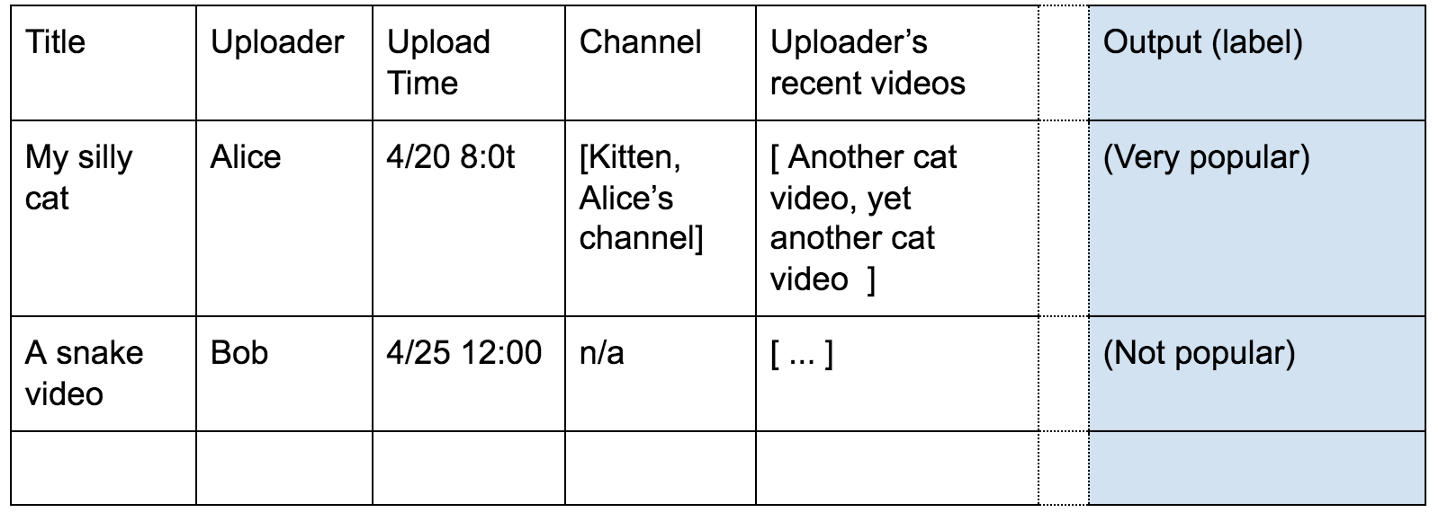 Title
Uploader
Upload
Time
Channel
Uploader’s
recent videos
Output (label)
My silly
cat
Alice
4/20 8:0t
[Kitten,
Alice’s
channel]
[ Another cat
video, yet
another cat
video  ]
(Very popular)
A snake
video
Bob
4/25 12:00
n/a
[ ... ]
(Not popular)